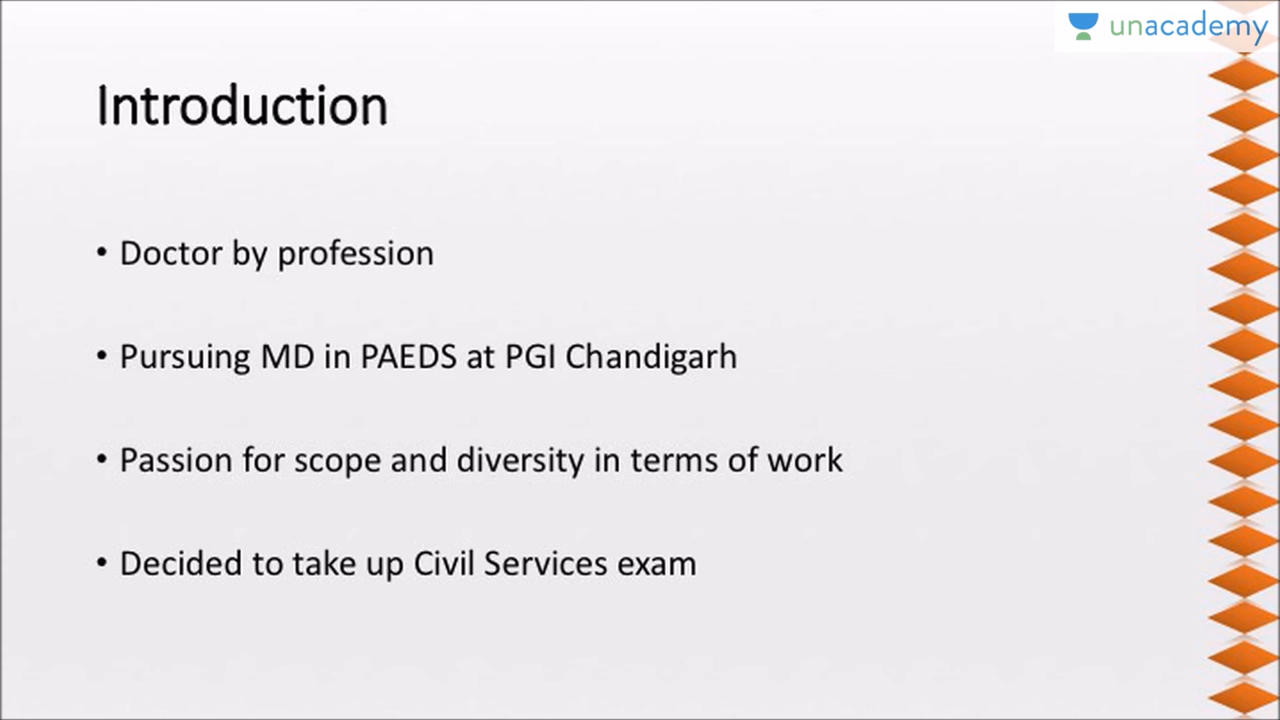 unacademy
Introduction
• Doctor by profession
• Pursuing MD in PAEDS at PGI Chandigarh
• Passion for scope and diversity in terms of work
• Decided to take up Civil Services exam